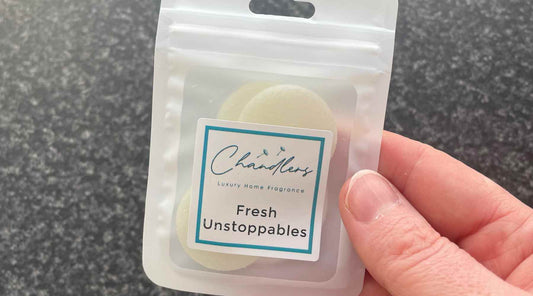 Chandlers
Luxury Home Fragrance
Fresh
Unstoppables